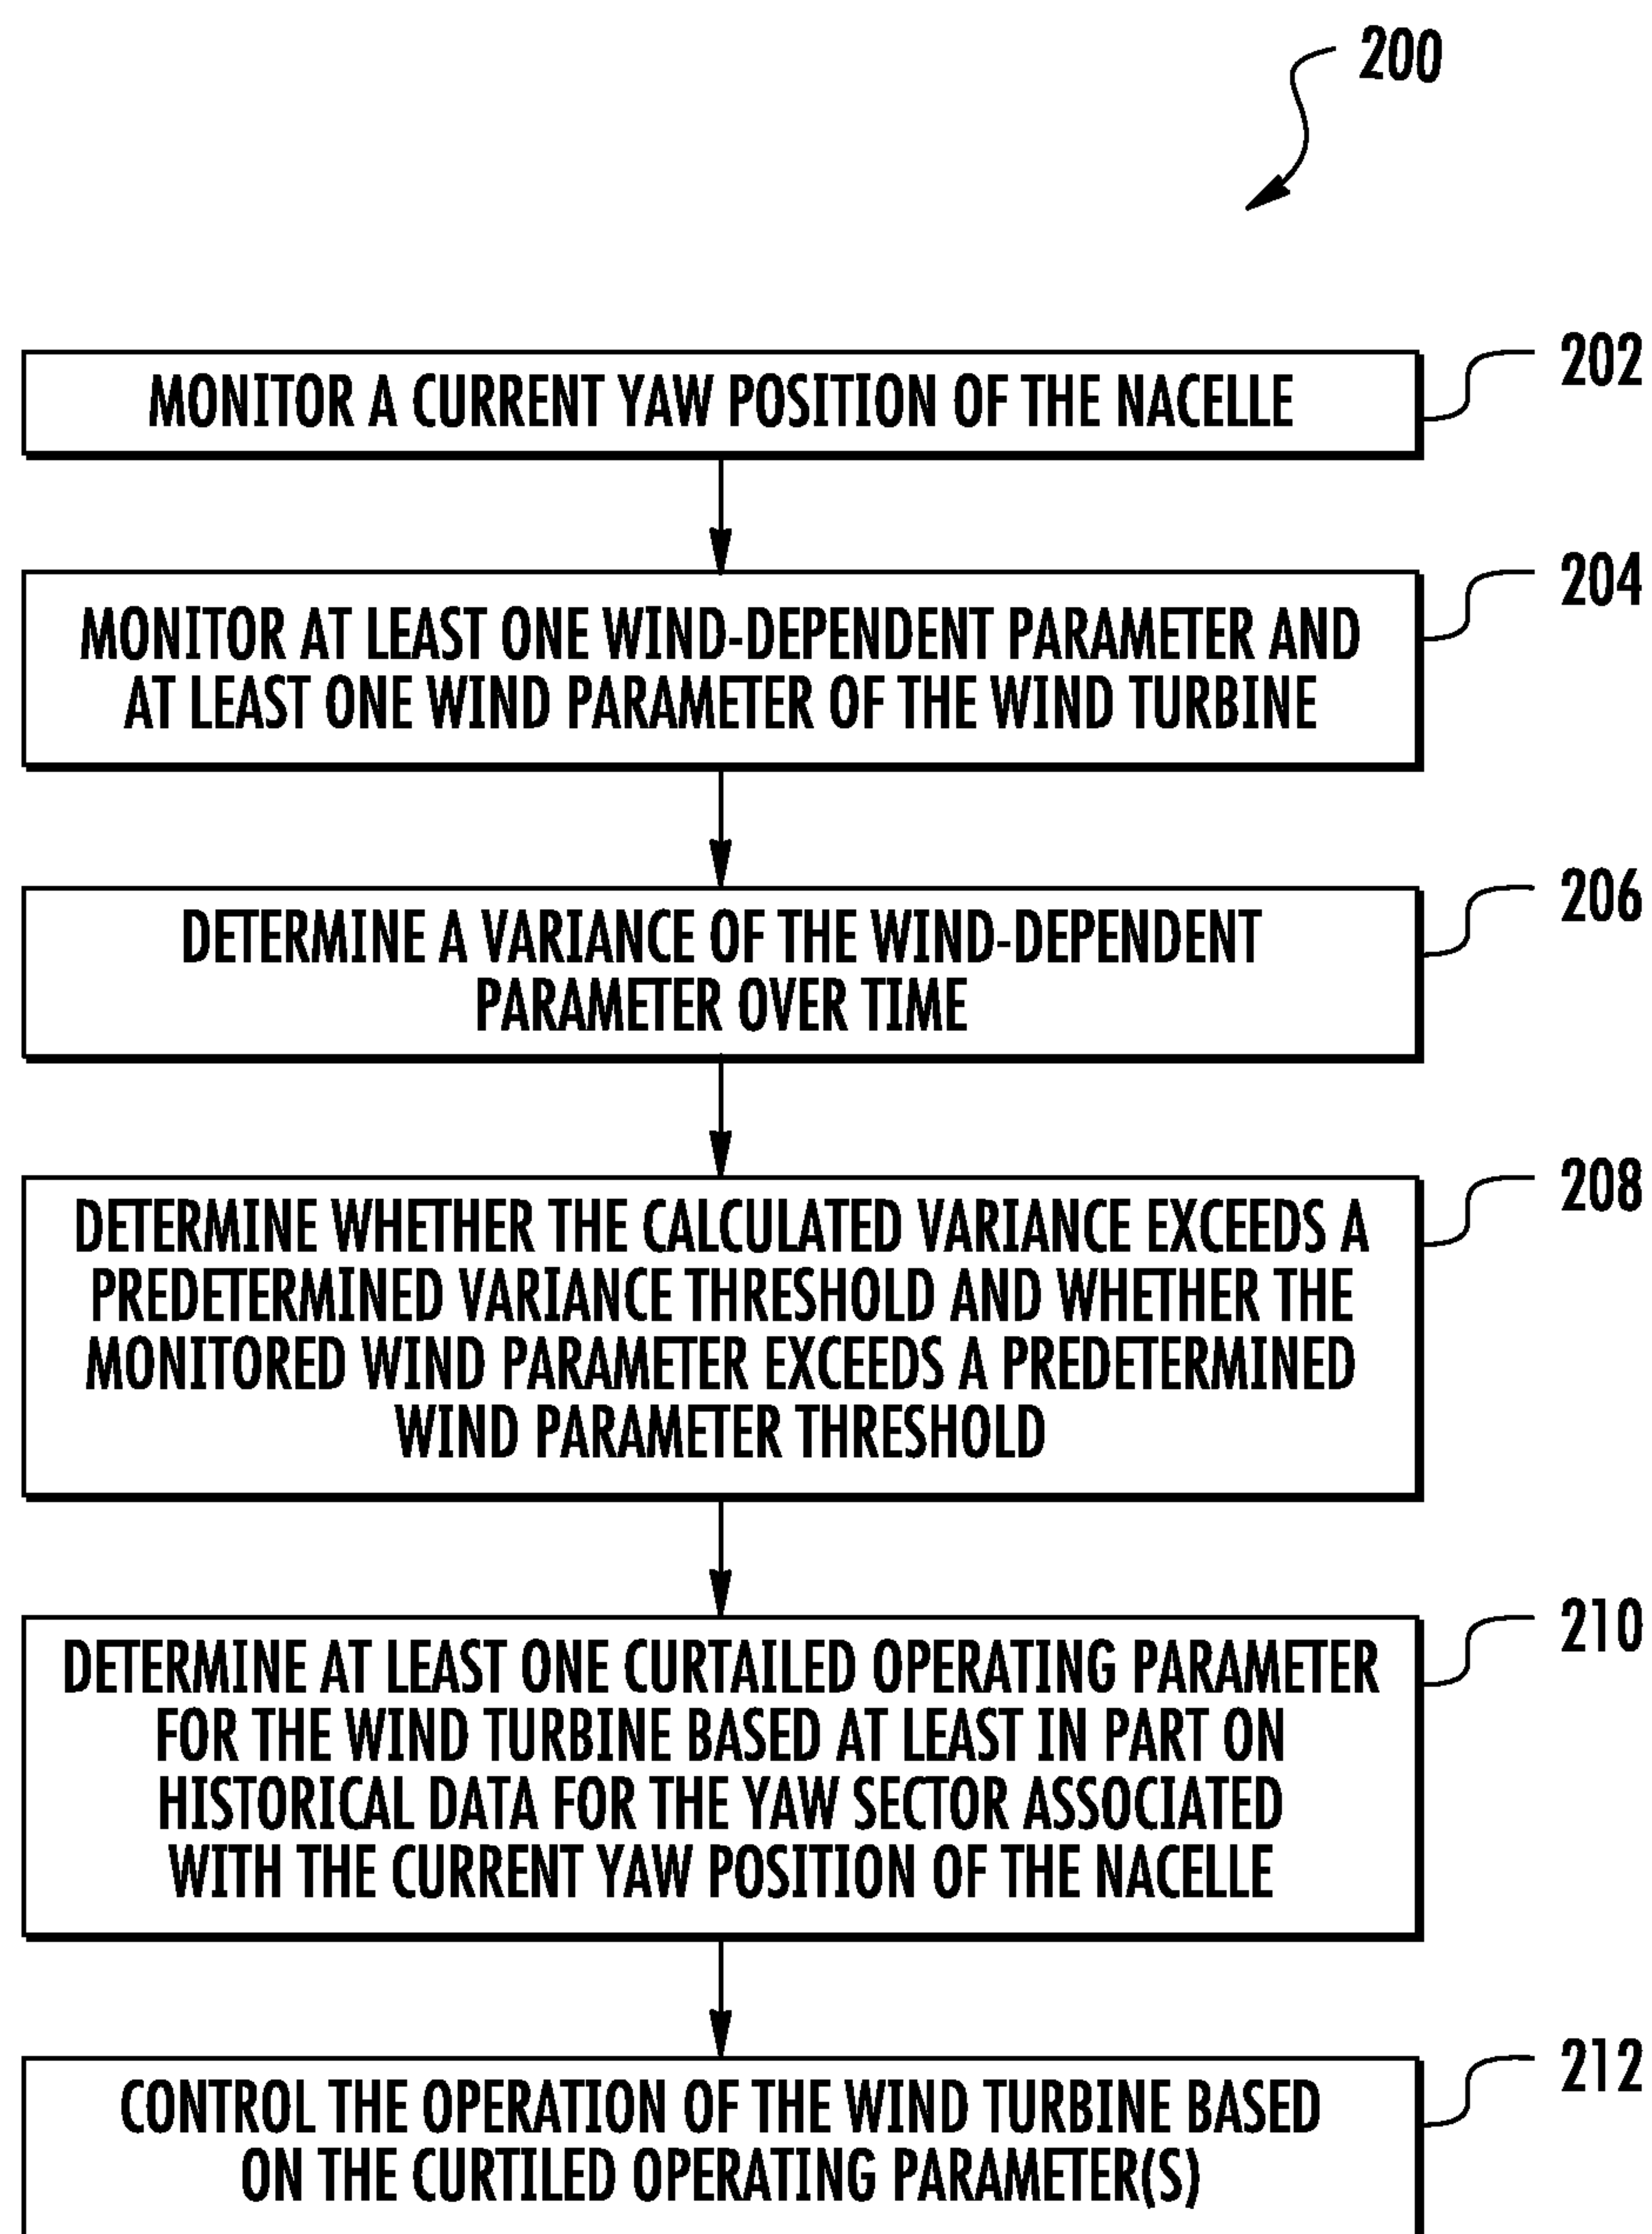 200
202
MONITOR A CURRENT YAW POSITION OF THE NACELLE
204
MONITOR AT LEAST ONE WIND-DEPENDENT PARAMETER AND
AT LEAST ONE WIND PARAMETER OF THE WIND TURBINE
206
DETERMINE A VARIANCE OF THE WIND-DEPENDENT
PARAMETER OVER TIME
208
DETERMINE WHETHER THE CALCULATED VARIANCE EXCEEDS A
PREDETERMINED VARIANCE THRESHOLD AND WHETHER THE
MONITORED WIND PARAMETER EXCEEDS A PREDETERMINED
WIND PARAMETER THRESHOLD
210
DETERMINE AT LEAST ONE CURTAILED OPERATING PARAMETER
FOR THE WIND TURBINE BASED AT LEAST IN PART ON
HISTORICAL DATA FOR THE YAW SECTOR ASSOCIATED
WITH THE CURRENT YAW POSITION OF THE NACELLE
212
CONTROL THE OPERATION OF THE WIND TURBINE BASED
ON THE CURTILED OPERATING PARAMETER(S)